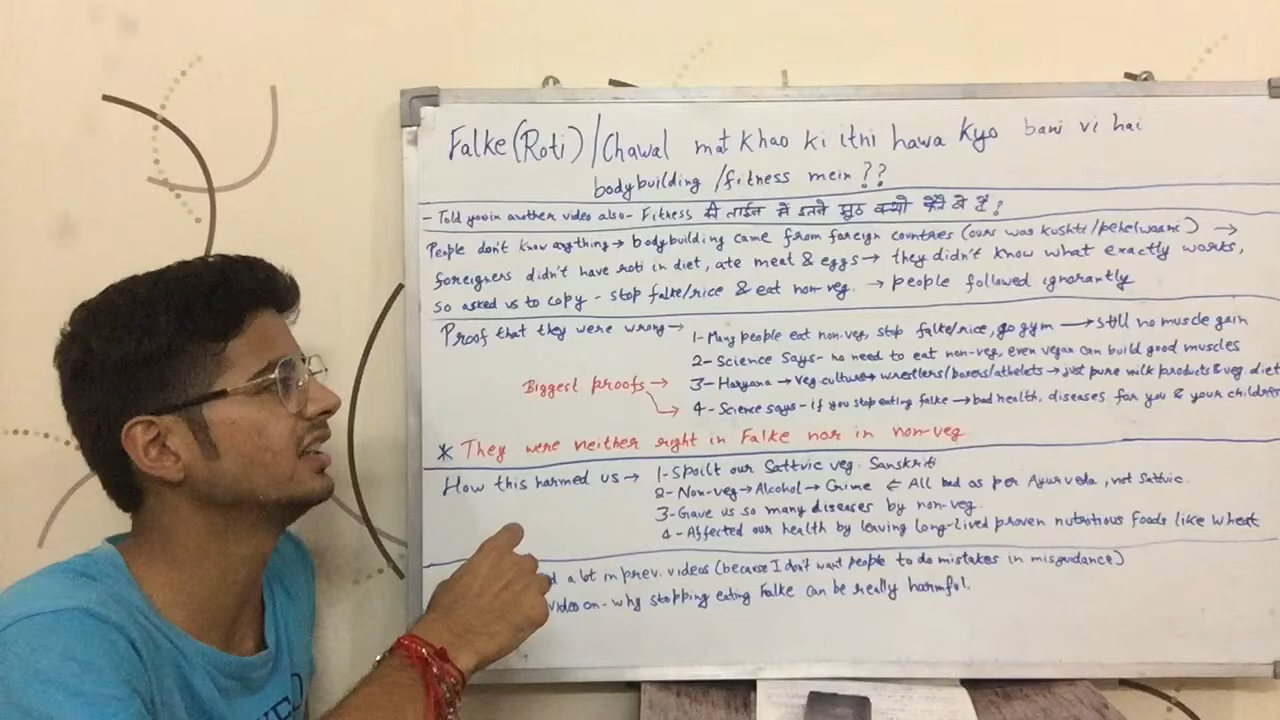 Falke (Roti) / Chawal mat khao ki itni hawa kyo bani vi hai
bodybuilding / fitness mein ??
- Told you in another video also - Fitness की लाईन में इतने झूठ क्यों फैले वे हैं ?
People don't know anything → bodybuilding came from foreign countries (ours was kushti / pehelwaani) →
foreigners didn't have roti in diet, ate meat & eggs → they didn't know what exactly works,
so asked us to copy - stop falke/rice & eat non-veg. → people followed ignorantly
Proof that they were wrong →
1- Many people eat non-veg, stop falke/rice, go gym → still no muscle gain
2- Science says - no need to eat non-veg, even vegan can build good muscles
Biggest proofs →
3- Haryana → veg culture → wrestlers/boxers/athelets → just pure milk products & veg diet
4- Science says - if you stop eating falke → bad health, diseases for you & your children
* They were neither right in Falke nor in non-veg
How this harmed us →
1- Spoilt our Sattvic veg. Sanskriti
2- Non-veg → Alcohol → Crime ← All bad as per Ayurveda, not sattvic.
3- Gave us so many diseases by non-veg.
4- Affected our health by leaving long-lived proven nutritious foods like wheat
a lot in prev. videos (because I don't want people to do mistakes in misguidance)
video on - why stopping eating Falke can be really harmful.